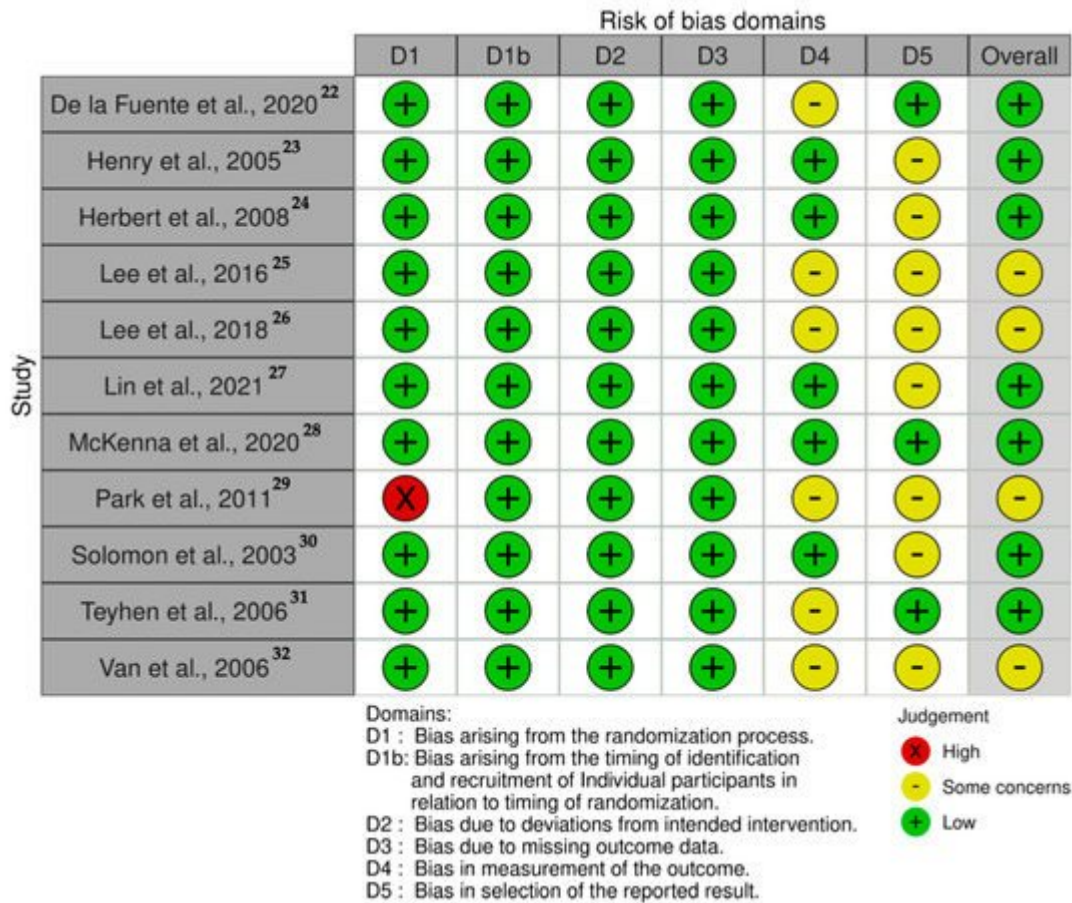 Risk of bias domains
D1 D1b D2 D3 D4 D5 Overall
Study
De la Fuente et al., 2020 22 + + + + - + +
Henry et al., 2005 23 + + + + + - +
Herbert et al., 2008 24 + + + + + - +
Lee et al., 2016 25 + + + + - - -
Lee et al., 2018 26 + + + + - - -
Lin et al., 2021 27 + + + + + - +
McKenna et al., 2020 28 + + + + + + +
Park et al., 2011 29 X + + + - - -
Solomon et al., 2003 30 + + + + + - +
Teyhen et al., 2006 31 + + + + - + +
Van et al., 2006 32 + + + + - - -
Domains:
D1 : Bias arising from the randomization process.
D1b: Bias arising from the timing of identification
and recruitment of Individual participants in
relation to timing of randomization.
D2 : Bias due to deviations from intended intervention.
D3 : Bias due to missing outcome data.
D4 : Bias in measurement of the outcome.
D5 : Bias in selection of the reported result.
Judgement
X High
- Some concerns
+ Low